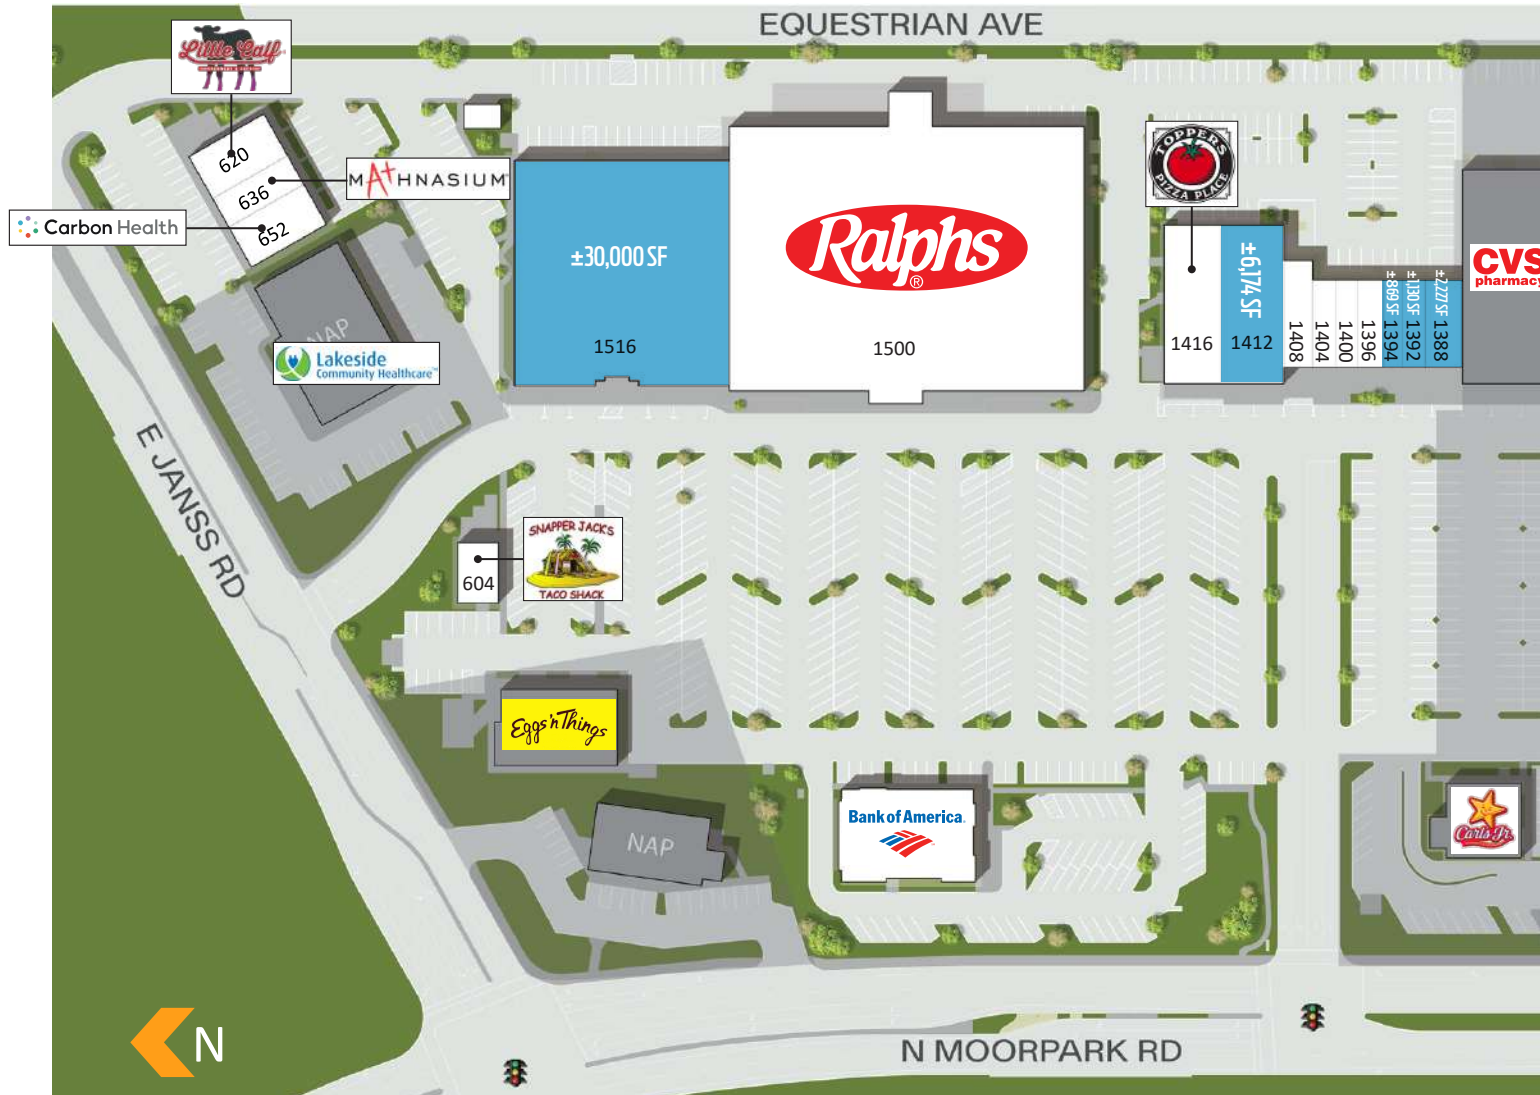 EQUESTRIAN AVE
Little Calf
620
636
652
MATHNASIUM
Carbon Health
NAP
Lakeside
Community Healthcare
±30,000 SF
1516
Ralphs
®
1500
TOPPERS
PIZZA PLACE
1416
±6,174 SF
1412
1408
1404
1400
1396
±869 SF
1394
±1,130 SF
1392
±2,227 SF
1388
CVS
pharmacy
E JANSS RD
604
SNAPPER JACK'S
TACO SHACK
Eggs 'n Things
NAP
Bank of America
Carl's Jr.
N
N MOORPARK RD